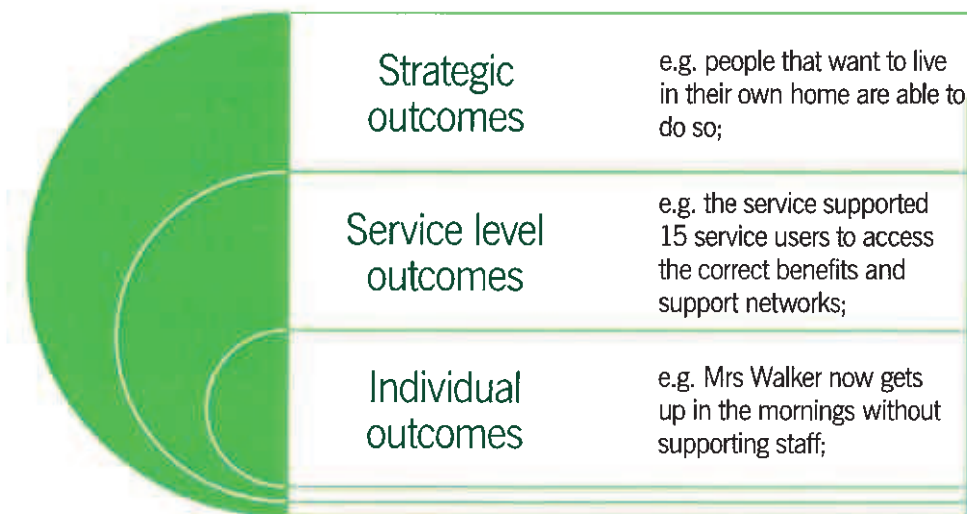 Strategic
outcomes
e.g. people that want to live
in their own home are able to
do so;
Service level
outcomes
e.g. the service supported
15 service users to access
the correct benefits and
support networks;
Individual
outcomes
e.g. Mrs Walker now gets
up in the mornings without
supporting staff;